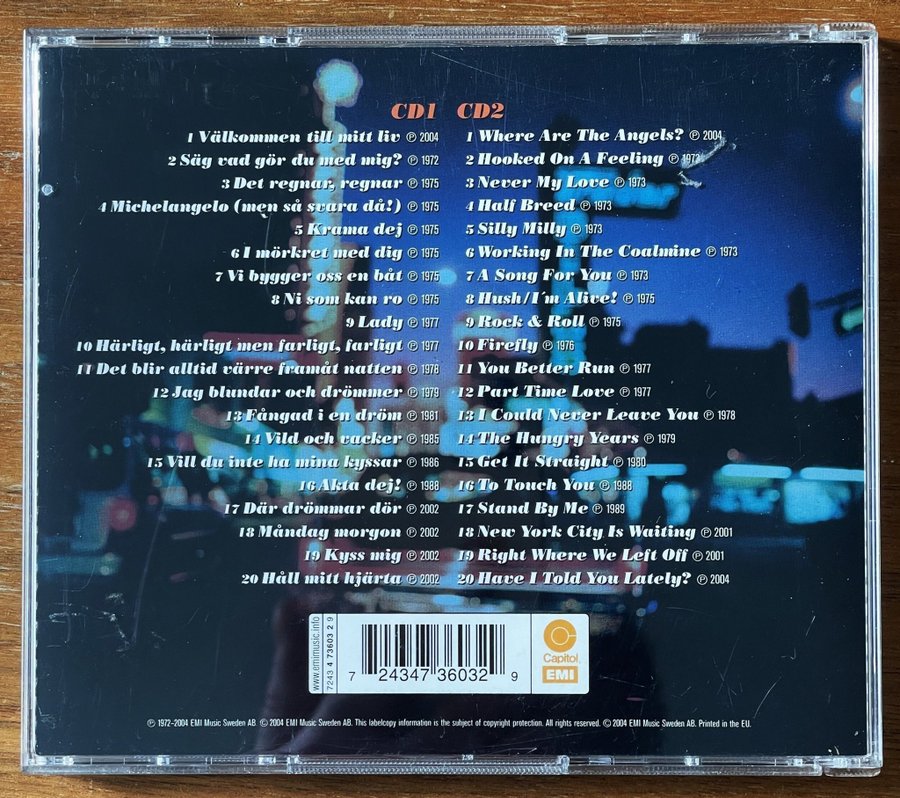 CD1
1 Välkommen till mitt liv ℗ 2004
2 Säg vad gör du med mig? ℗ 1972
3 Det regnar, regnar ℗ 1975
4 Michelangelo (men så svara då!) ℗ 1975
5 Krama dej ℗ 1975
6 I mörkret med dig ℗ 1975
7 Vi bygger oss en båt ℗ 1975
8 Ni som kan ro ℗ 1975
9 Lady ℗ 1977
10 Härligt, härligt men farligt, farligt ℗ 1977
11 Det blir alltid värre framåt natten ℗ 1978
12 Jag blundar och drömmer ℗ 1979
13 Fångad i en dröm ℗ 1981
14 Vild och vacker ℗ 1985
15 Vill du inte ha mina kyssar ℗ 1986
16 Akta dej! ℗ 1988
17 Där drömmar dör ℗ 2002
18 Måndag morgon ℗ 2002
19 Kyss mig ℗ 2002
20 Håll mitt hjärta ℗ 2002
CD2
1 Where Are The Angels? ℗ 2004
2 Hooked On A Feeling ℗ 1973
3 Never My Love ℗ 1973
4 Half Breed ℗ 1973
5 Silly Milly ℗ 1973
6 Working In The Coalmine ℗ 1973
7 A Song For You ℗ 1973
8 Hush/I´m Alive! ℗ 1975
9 Rock & Roll ℗ 1975
10 Firefly ℗ 1976
11 You Better Run ℗ 1977
12 Part Time Love ℗ 1977
13 I Could Never Leave You ℗ 1978
14 The Hungry Years ℗ 1979
15 Get It Straight ℗ 1980
16 To Touch You ℗ 1988
17 Stand By Me ℗ 1989
18 New York City Is Waiting ℗ 2001
19 Right Where We Left Off ℗ 2001
20 Have I Told You Lately? ℗ 2004
www.emimusic.info
7243 4 73603 2 9
7 24347 36032 9
Capitol
EMI
℗ 1972–2004 EMI Music Sweden AB. © 2004 EMI Music Sweden AB. This labelcopy information is the subject of copyright protection. All rights reserved. © 2004 EMI Music Sweden AB. Printed in the EU.